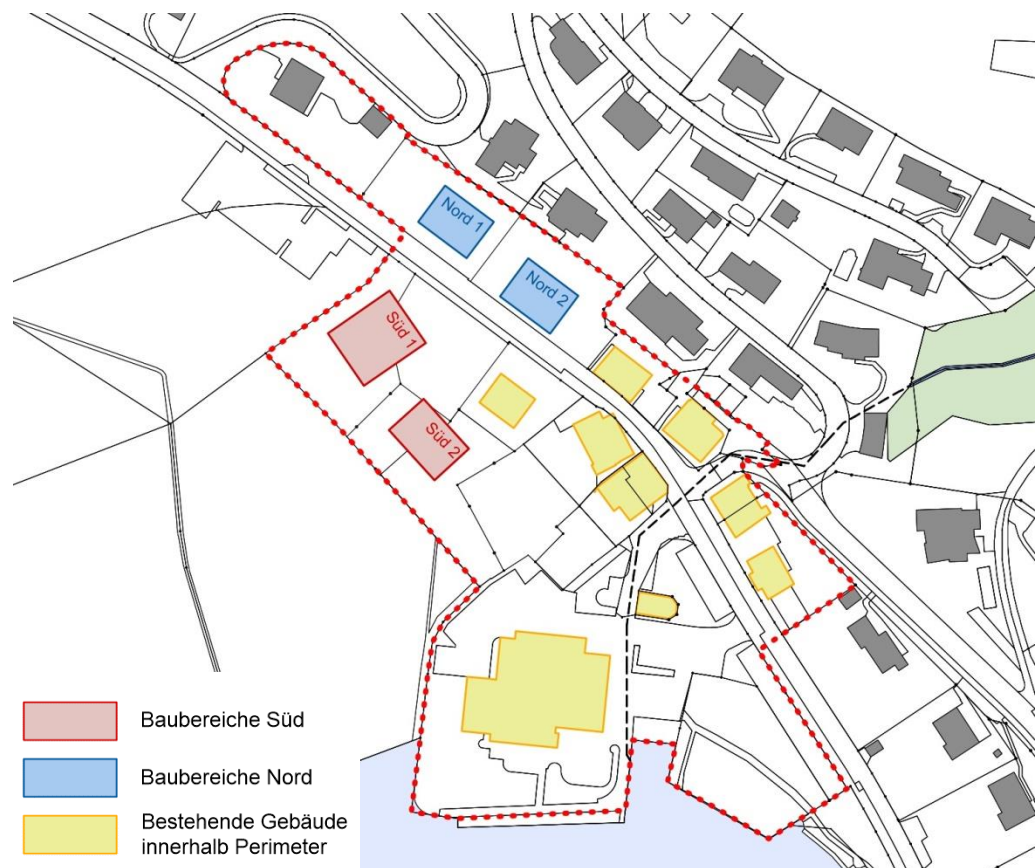 Nord 1
Nord 2
Süd 1
Süd 2
Baubereiche Süd
Baubereiche Nord
Bestehende Gebäude
innerhalb Perimeter